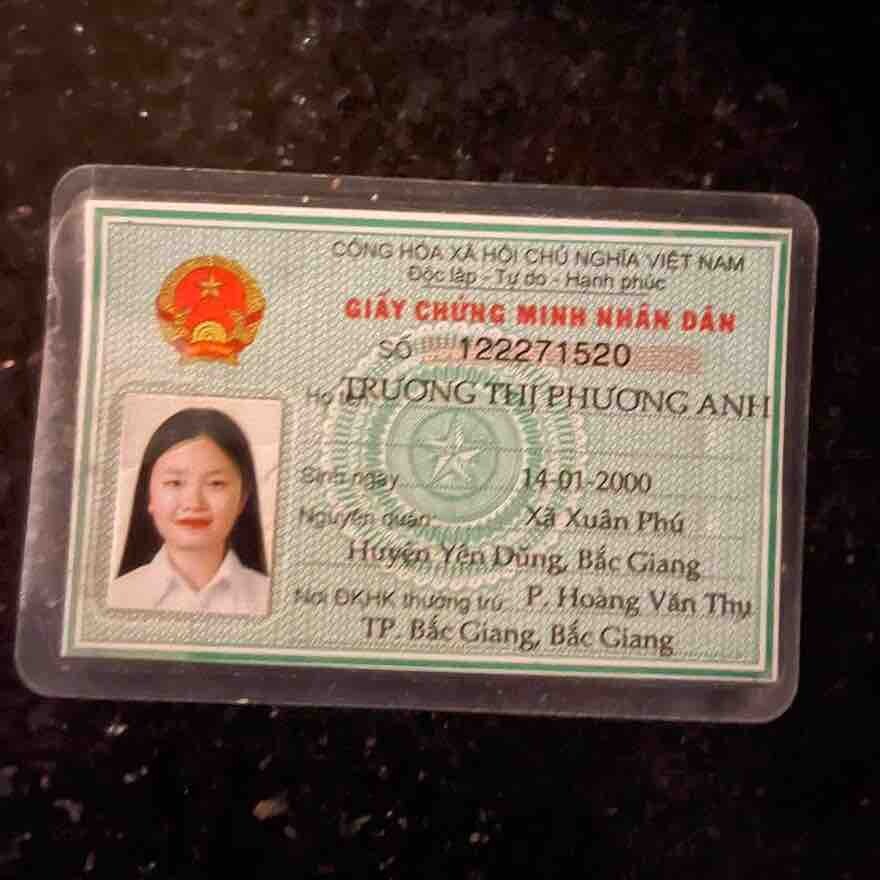 CỘNG HÒA XÃ HỘI CHỦ NGHĨA VIỆT NAM
Độc lập - Tự do - Hạnh phúc
GIẤY CHỨNG MINH NHÂN DÂN
SỐ 122271520
Họ tên TRƯƠNG THỊ PHƯƠNG ANH
Sinh ngày 14-01-2000
Nguyên quán: Xã Xuân Phú
Huyện Yên Dũng, Bắc Giang
Nơi ĐKHK thường trú: P. Hoàng Văn Thụ
TP. Bắc Giang, Bắc Giang